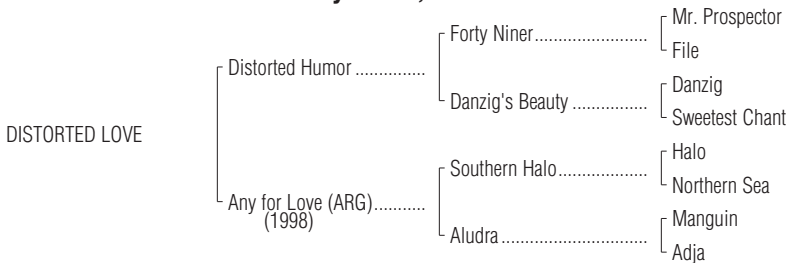 Mr. Prospector
Forty Niner
File
Distorted Humor
Danzig
Danzig's Beauty
Sweetest Chant
DISTORTED LOVE
Halo
Southern Halo
Northern Sea
Any for Love (ARG)
(1998)
Manguin
Aludra
Adja